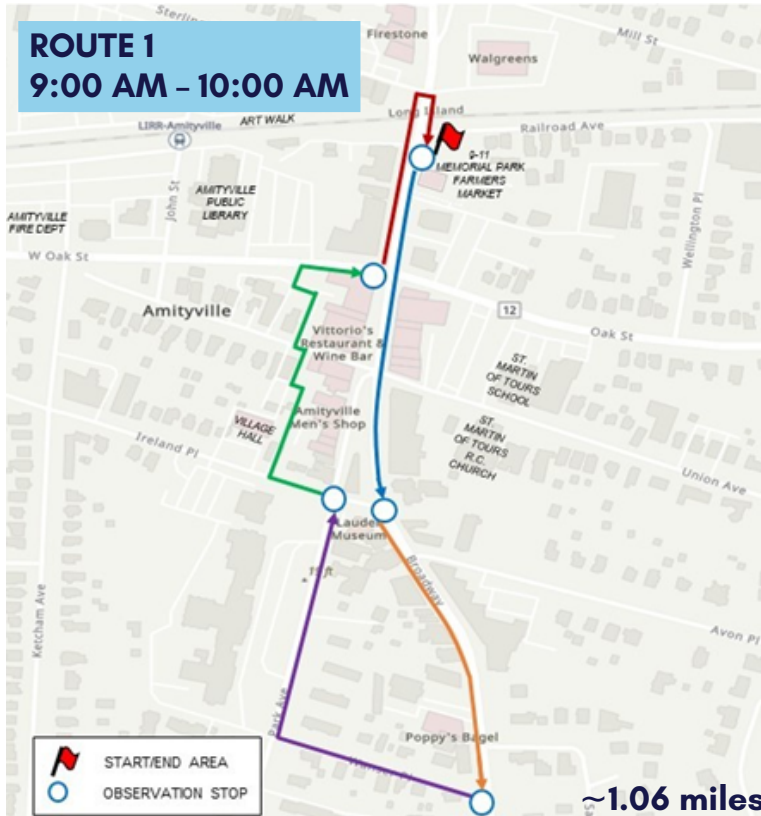 ROUTE 1
9:00 AM – 10:00 AM
Firestone
Mill St
Walgreens
Long Island
LIRR-Amityville
ART WALK
Railroad Ave
9-11
MEMORIAL PARK
FARMERS
MARKET
AMITYVILLE
PUBLIC
LIBRARY
John St
AMITYVILLE
FIRE DEPT
Wellington Pl
W Oak St
Amityville
12
Oak St
Vittorio's
Restaurant &
Wine Bar
ST.
MARTIN
OF TOURS
SCHOOL
Amityville
Men's Shop
VILLAGE
HALL
ST.
MARTIN
OF TOURS
R.C.
CHURCH
Ireland Pl
Union Ave
Lauder
Museum
Broadway
Ketcham Ave
Avon Pl
Park Ave
Poppy's Bagel
START/END AREA
OBSERVATION STOP
~1.06 miles